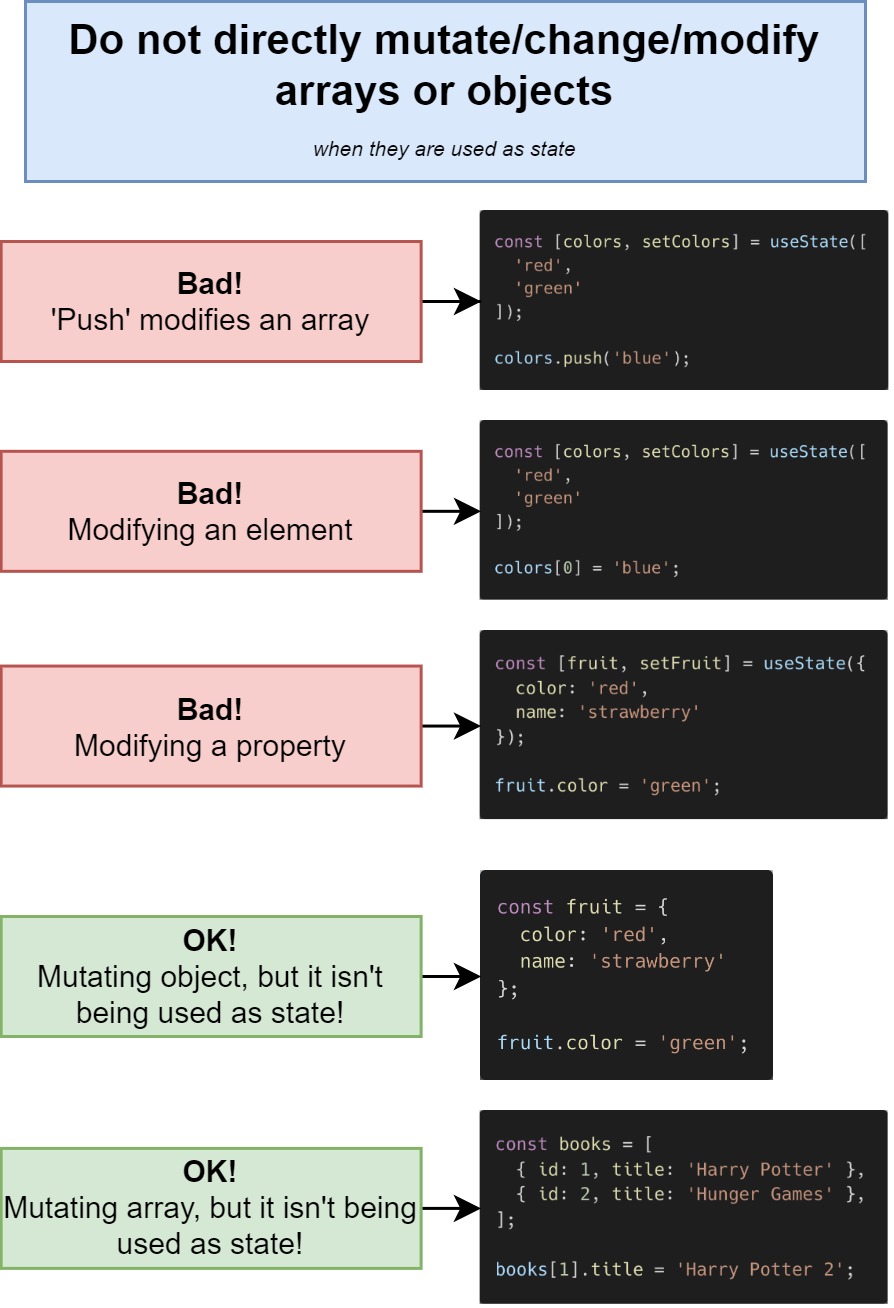 Do not directly mutate/change/modify
arrays or objects
when they are used as state
Bad!
'Push' modifies an array
const [colors, setColors] = useState([
  'red',
  'green'
]);

colors.push('blue');
Bad!
Modifying an element
const [colors, setColors] = useState([
  'red',
  'green'
]);

colors[0] = 'blue';
Bad!
Modifying a property
const [fruit, setFruit] = useState({
  color: 'red',
  name: 'strawberry'
});

fruit.color = 'green';
OK!
Mutating object, but it isn't
being used as state!
const fruit = {
  color: 'red',
  name: 'strawberry'
};

fruit.color = 'green';
OK!
Mutating array, but it isn't being
used as state!
const books = [
  { id: 1, title: 'Harry Potter' },
  { id: 2, title: 'Hunger Games' },
];

books[1].title = 'Harry Potter 2';